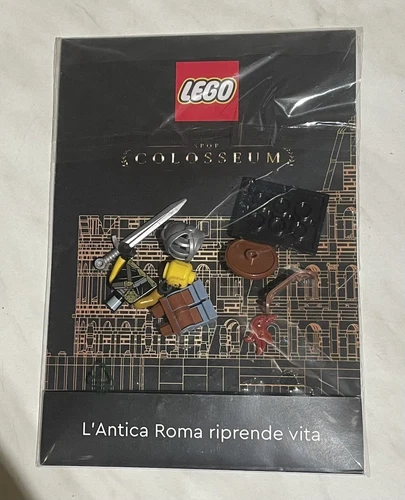 LEGO
SPQR
COLOSSEUM
L'Antica Roma riprende vita